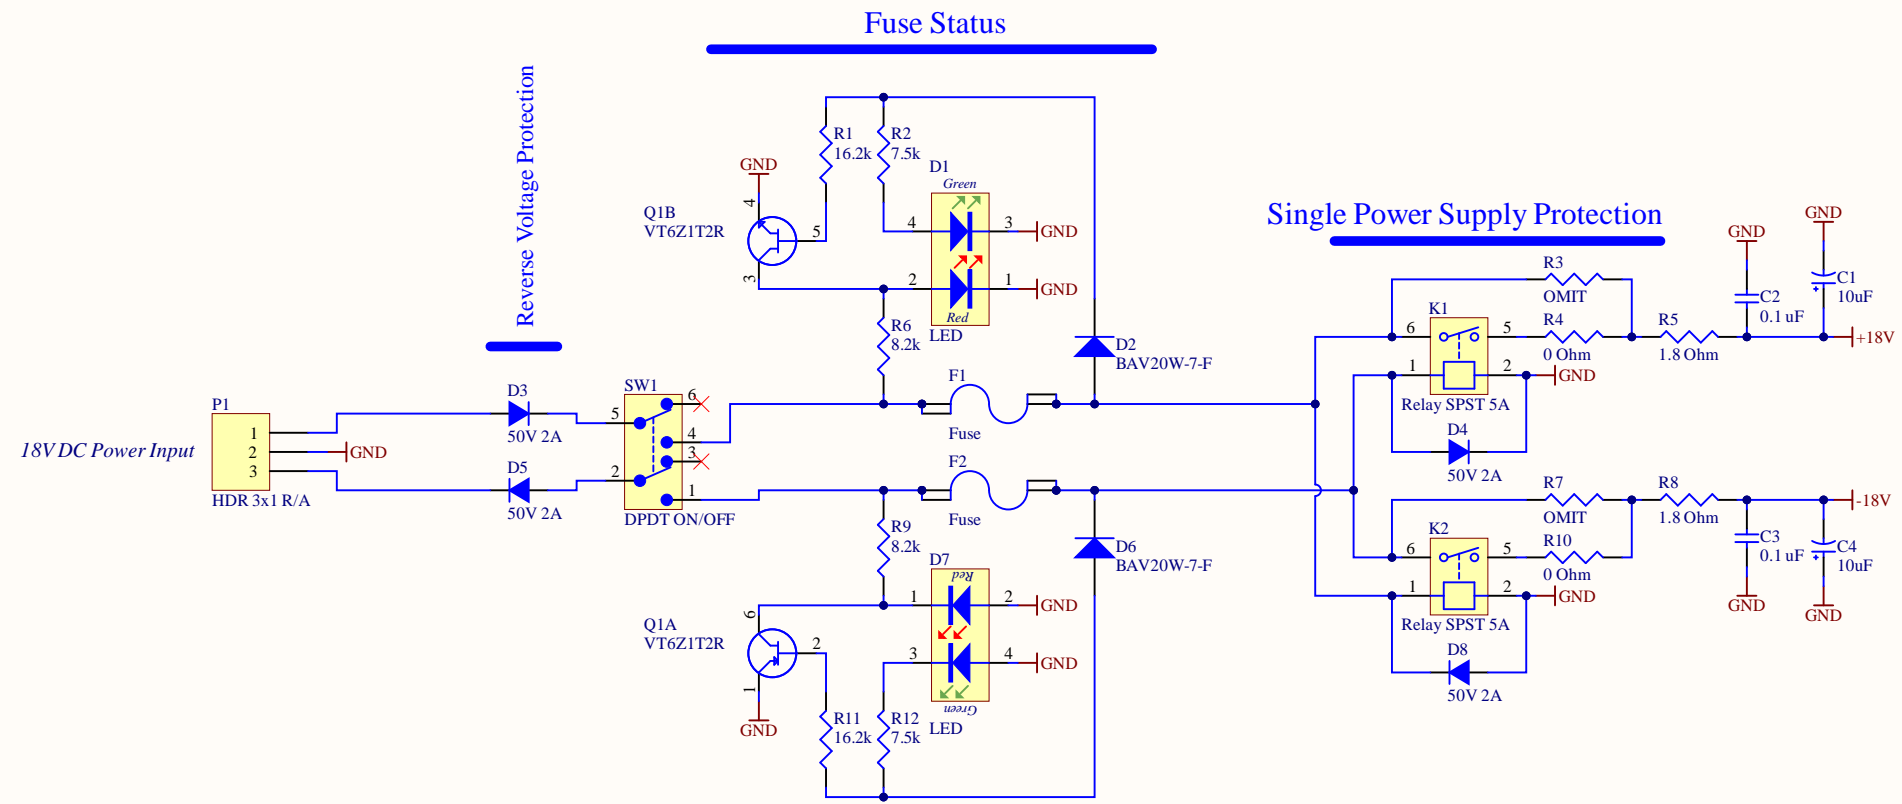 Fuse Status
Reverse Voltage Protection
Single Power Supply Protection
18V DC Power Input
P1
1
2
3
HDR 3x1 R/A
GND
D3
50V 2A
D5
50V 2A
SW1
5
2
6
4
3
1
DPDT ON/OFF
GND
4
Q1B
VT6Z1T2R
5
3
R1
16.2k
R2
7.5k
D1
Green
4
3
GND
2
1
GND
Red
LED
R6
8.2k
D2
BAV20W-7-F
F1
Fuse
F2
Fuse
R9
8.2k
D6
BAV20W-7-F
D7
Red
1
2
GND
3
4
GND
Green
LED
6
Q1A
VT6Z1T2R
2
1
GND
R11
16.2k
R12
7.5k
R3
OMIT
K1
6
5
R4
0 Ohm
1
2
GND
Relay SPST 5A
D4
50V 2A
R5
1.8 Ohm
GND
C2
0.1 uF
GND
C1
10uF
+18V
R7
OMIT
K2
6
5
R10
0 Ohm
1
2
GND
Relay SPST 5A
D8
50V 2A
R8
1.8 Ohm
-18V
C3
0.1 uF
GND
C4
10uF
GND